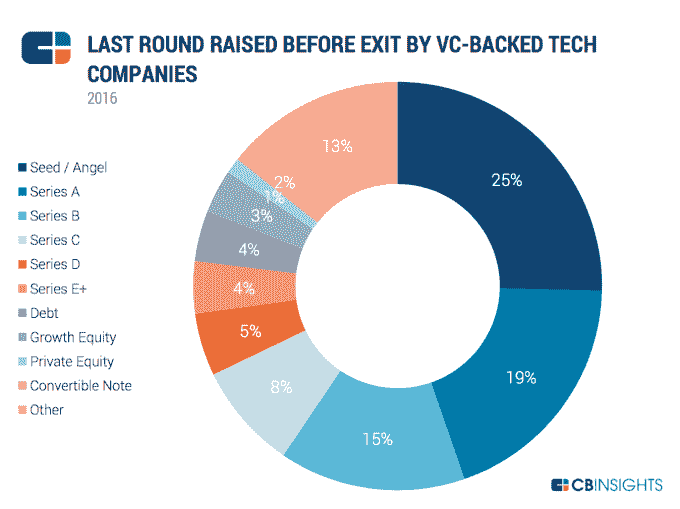 LAST ROUND RAISED BEFORE EXIT BY VC-BACKED TECH
COMPANIES
2016
Seed / Angel
Series A
Series B
Series C
Series D
Series E+
Debt
Growth Equity
Private Equity
Convertible Note
Other
25%
19%
15%
8%
5%
4%
4%
3%
1%
2%
13%
CBINSIGHTS